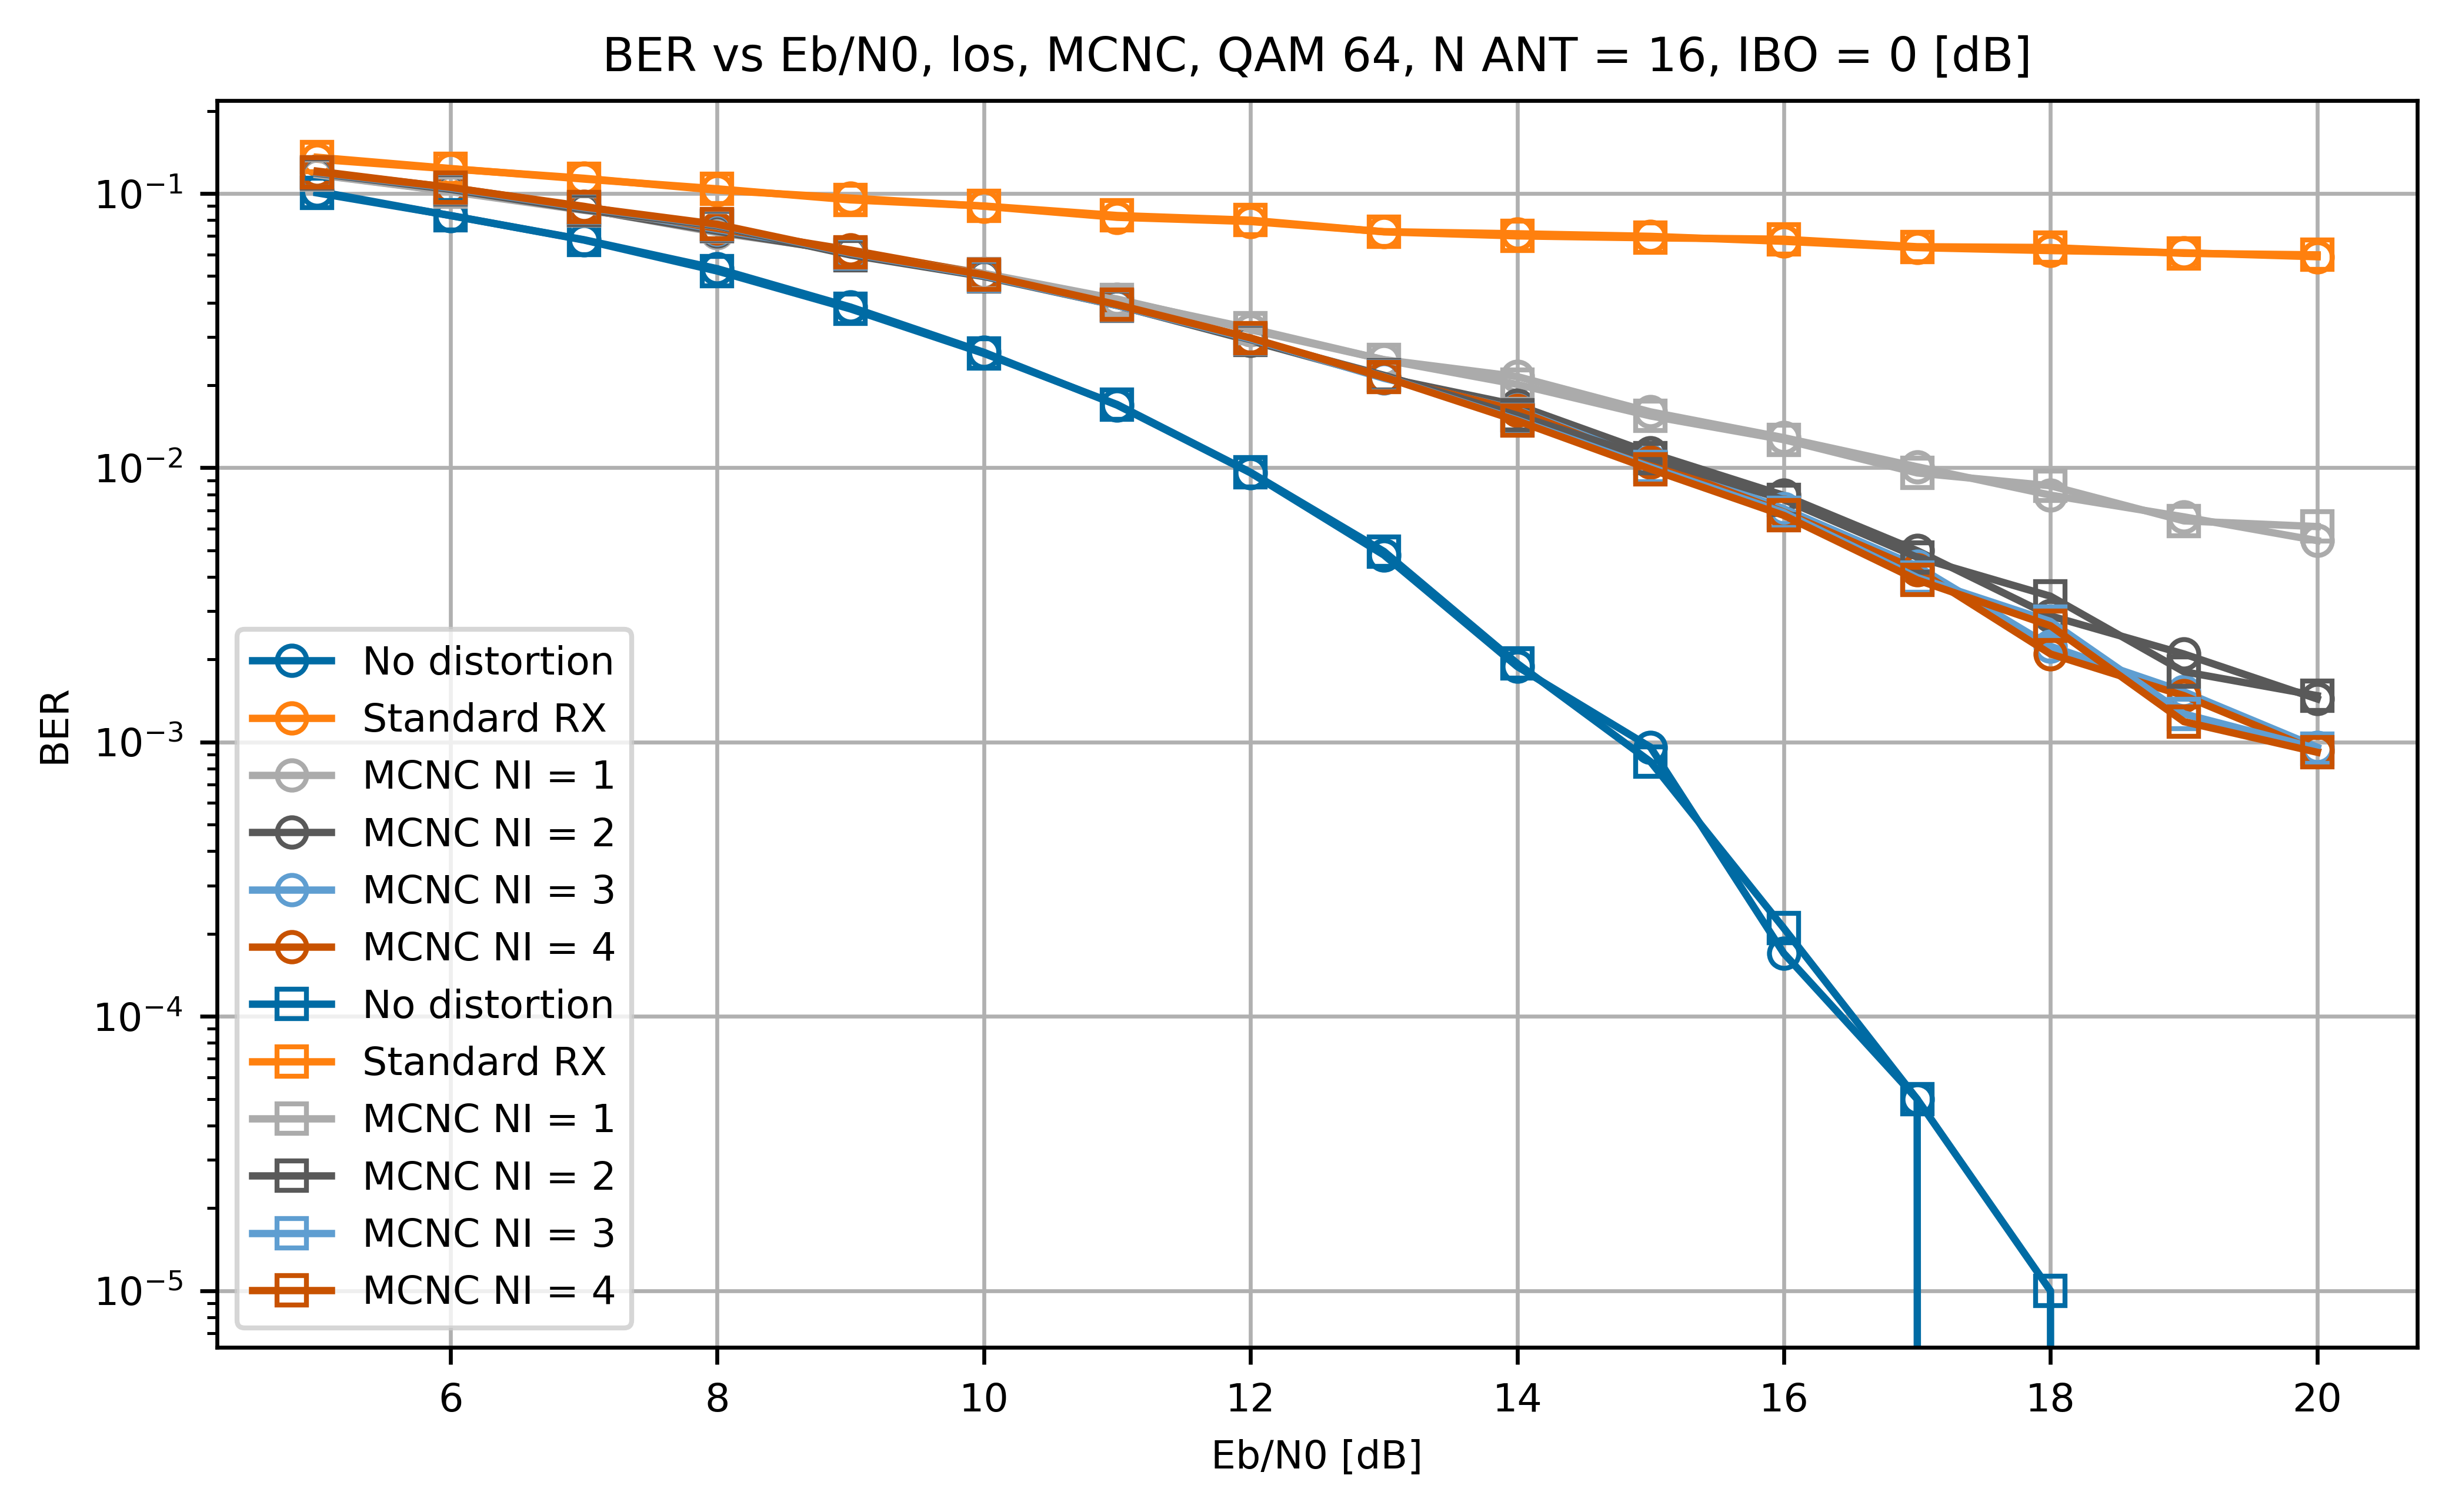 BER vs Eb/N0, los, MCNC, QAM 64, N ANT = 16, IBO = 0 [dB]
BER
10⁻¹
10⁻²
10⁻³
10⁻⁴
10⁻⁵
No distortion
Standard RX
MCNC NI = 1
MCNC NI = 2
MCNC NI = 3
MCNC NI = 4
No distortion
Standard RX
MCNC NI = 1
MCNC NI = 2
MCNC NI = 3
MCNC NI = 4
6 8 10 12 14 16 18 20
Eb/N0 [dB]